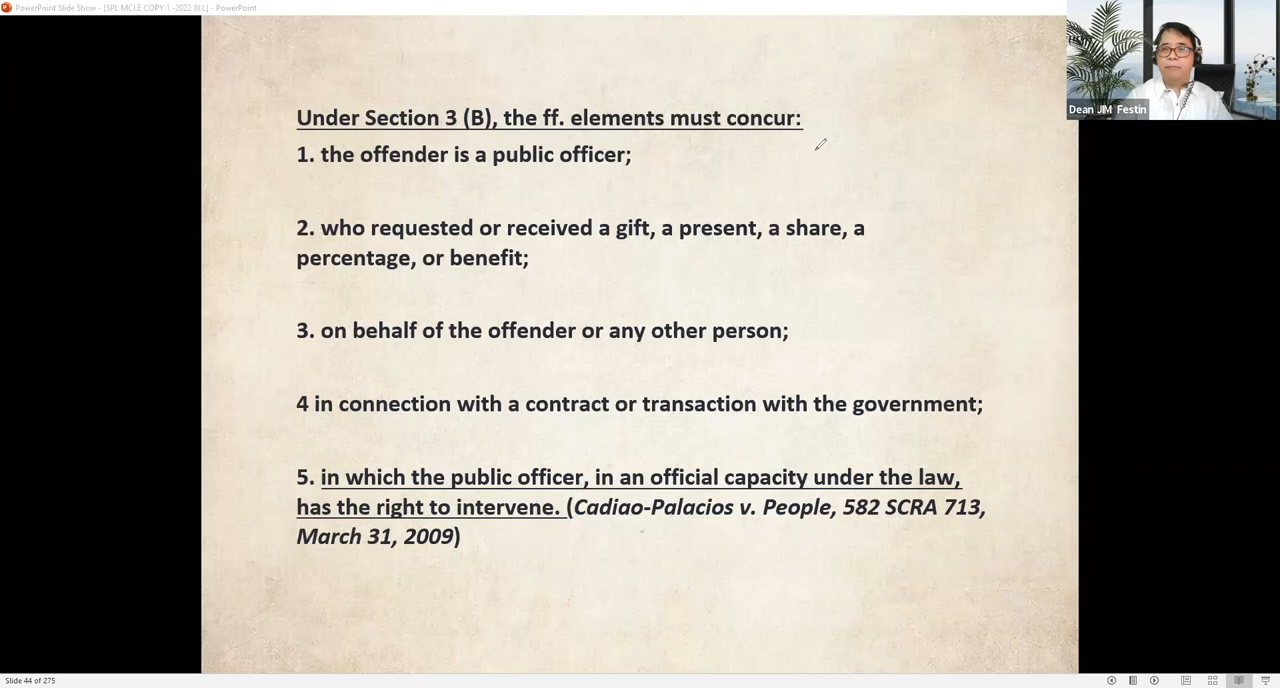 PowerPoint Slide Show - [SPL MCLE COPY 1 -2022 JILL] - PowerPoint
Dean JIM Festin
Under Section 3 (B), the ff. elements must concur:
1. the offender is a public officer;
2. who requested or received a gift, a present, a share, a
percentage, or benefit;
3. on behalf of the offender or any other person;
4 in connection with a contract or transaction with the government;
5. in which the public officer, in an official capacity under the law,
has the right to intervene. (Cadiao-Palacios v. People, 582 SCRA 713,
March 31, 2009)
Slide 44 of 275